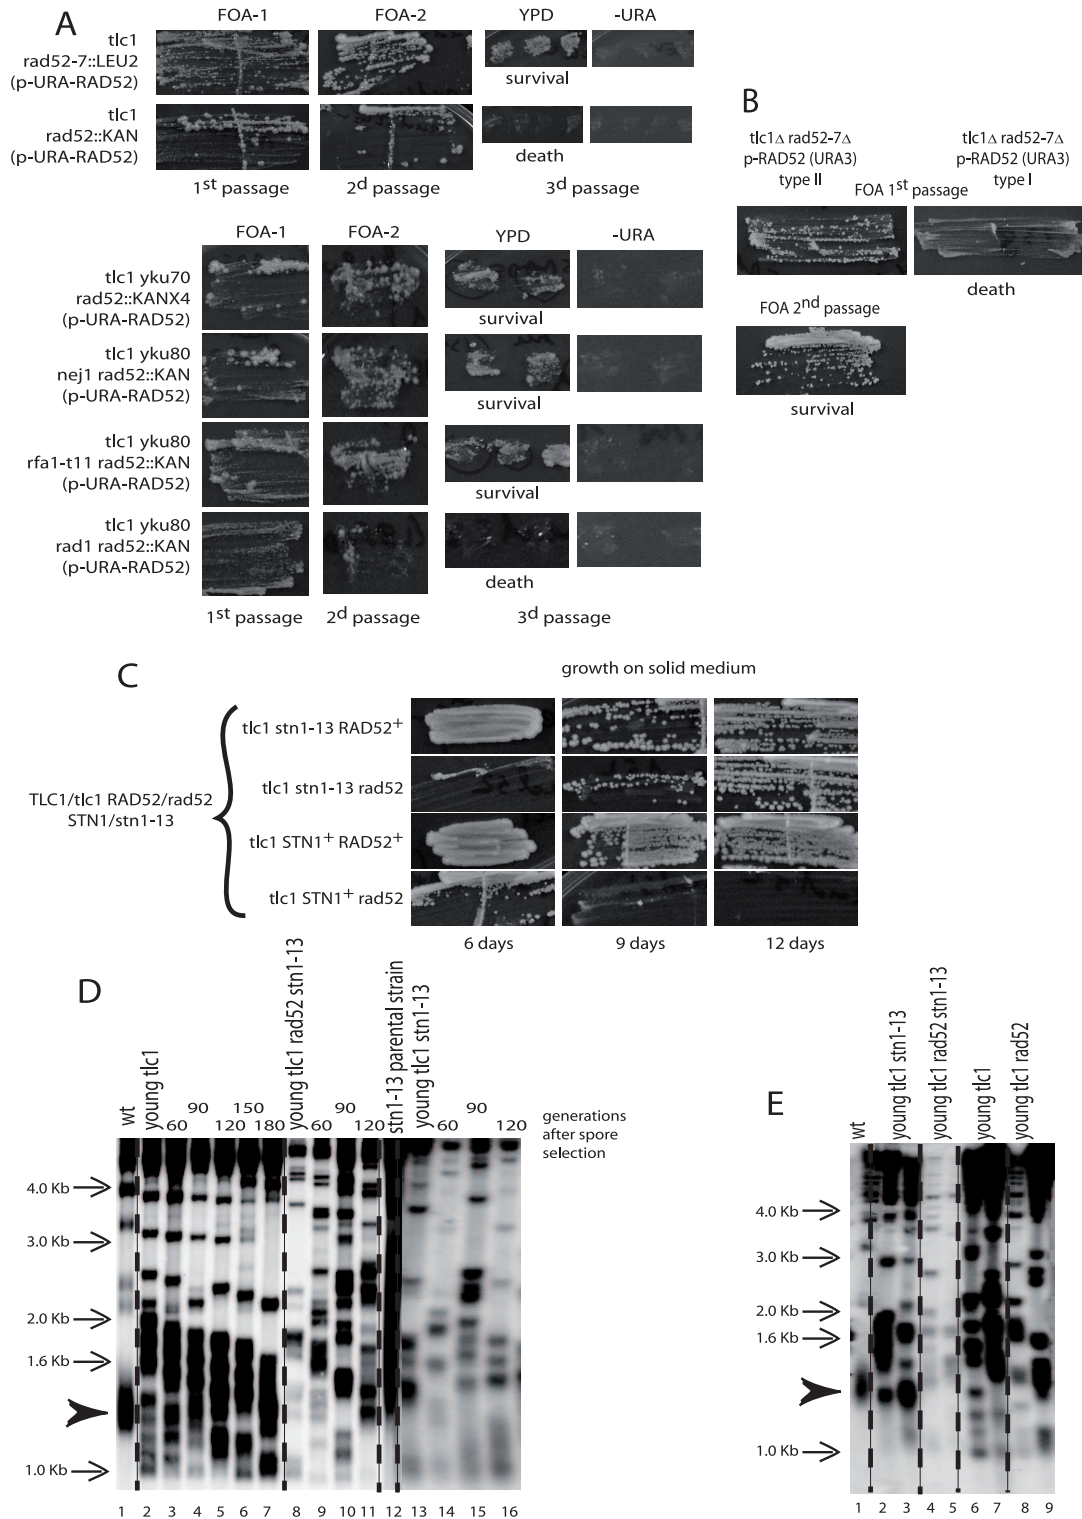 A
FOA-1
FOA-2
YPD
-URA
tlc1
rad52-7::LEU2
(p-URA-RAD52)
survival
tlc1
rad52::KAN
(p-URA-RAD52)
death
1st passage
2d passage
3d passage
B
tlc1Δ rad52-7Δ
p-RAD52 (URA3)
type II
tlc1Δ rad52-7Δ
p-RAD52 (URA3)
type I
FOA 1st passage
death
FOA 2nd passage
survival
FOA-1
FOA-2
YPD
-URA
tlc1 yku70
rad52::KANX4
(p-URA-RAD52)
survival
tlc1 yku80
nej1 rad52::KAN
(p-URA-RAD52)
survival
tlc1 yku80
rfa1-t11 rad52::KAN
(p-URA-RAD52)
survival
tlc1 yku80
rad1 rad52::KAN
(p-URA-RAD52)
death
1st passage
2d passage
3d passage
C
growth on solid medium
TLC1/tlc1 RAD52/rad52
STN1/stn1-13
tlc1 stn1-13 RAD52+
tlc1 stn1-13 rad52
tlc1 STN1+ RAD52+
tlc1 STN1+ rad52
6 days
9 days
12 days
D
wt
young tlc1
60
90
120
150
180
young tlc1 rad52 stn1-13
60
90
120
stn1-13 parental strain
young tlc1 stn1-13
60
90
120
generations
after spore
selection
4.0 Kb
3.0 Kb
2.0 Kb
1.6 Kb
1.0 Kb
1 2 3 4 5 6 7 8 9 10 11 12 13 14 15 16
E
wt
young tlc1 stn1-13
young tlc1 rad52 stn1-13
young tlc1
young tlc1 rad52
4.0 Kb
3.0 Kb
2.0 Kb
1.6 Kb
1.0 Kb
1 2 3 4 5 6 7 8 9